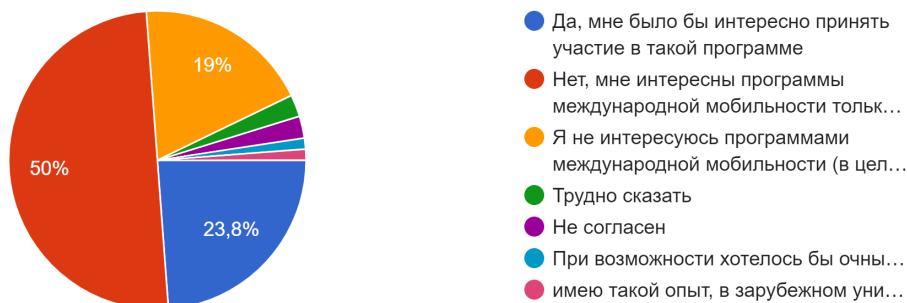 19%
50%
23,8%
Да, мне было бы интересно принять
участие в такой программе
Нет, мне интересны программы
международной мобильности тольк…
Я не интересуюсь программами
международной мобильности (в цел…
Трудно сказать
Не согласен
При возможности хотелось бы очны…
имею такой опыт, в зарубежном уни…